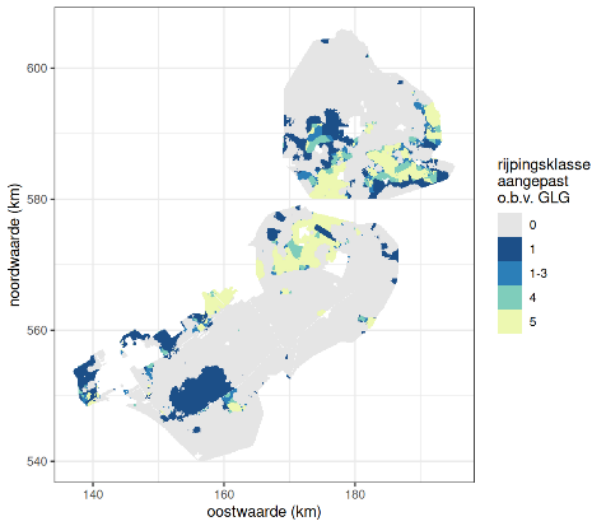 600
580
560
540
140
160
180
noordwaarde (km)
oostwaarde (km)
rijpingsklasse
aangepast
o.b.v. GLG
0
1
1-3
4
5